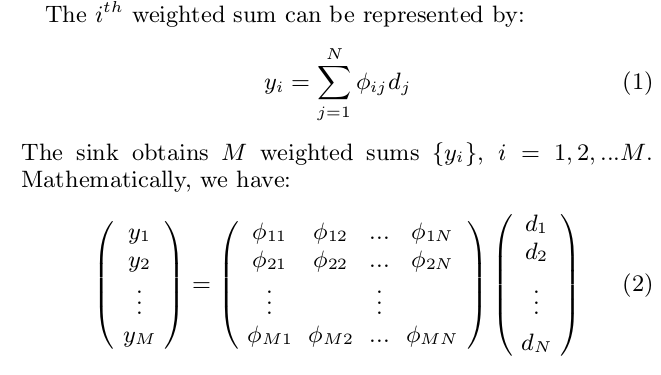 The i^{th} weighted sum can be represented by:
y_i = \sum_{j=1}^{N} \phi_{ij} d_j (1)
The sink obtains M weighted sums {y_i}, i = 1, 2, ...M.
Mathematically, we have:
\begin{pmatrix} y_1 \\ y_2 \\ \vdots \\ y_M \end{pmatrix} = \begin{pmatrix} \phi_{11} & \phi_{12} & ... & \phi_{1N} \\ \phi_{21} & \phi_{22} & ... & \phi_{2N} \\ \vdots & & \vdots & \\ \phi_{M1} & \phi_{M2} & ... & \phi_{MN} \end{pmatrix} \begin{pmatrix} d_1 \\ d_2 \\ \vdots \\ d_N \end{pmatrix} (2)